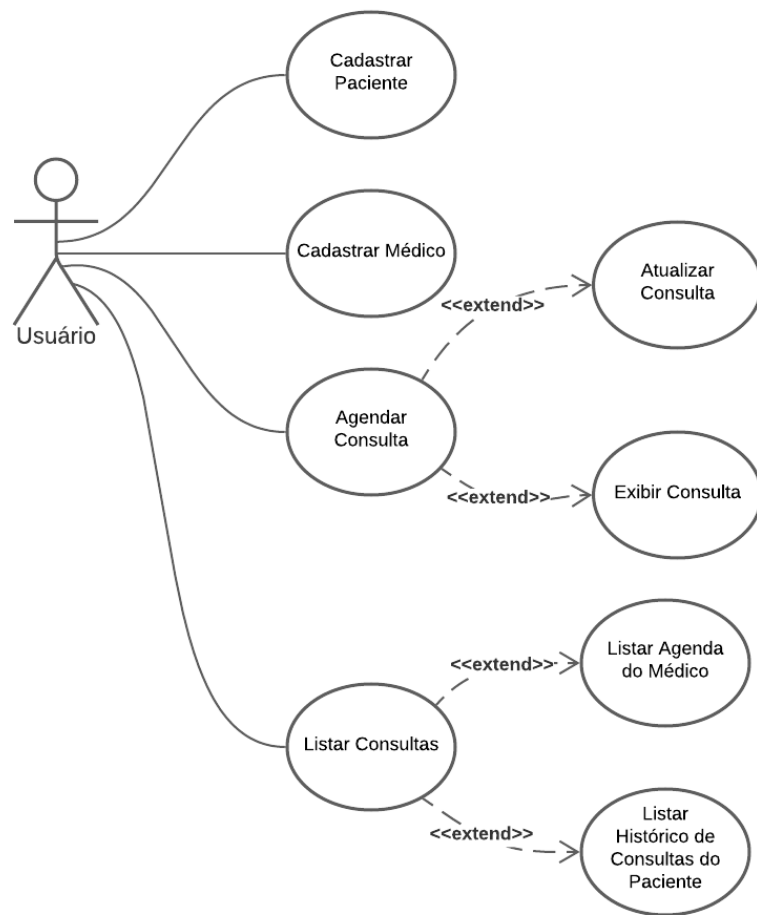 Cadastrar
Paciente
Usuário
Cadastrar Médico
<<extend>>
Atualizar
Consulta
Agendar
Consulta
<<extend>>
Exibir Consulta
<<extend>>
Listar Agenda
do Médico
Listar Consultas
<<extend>>
Listar
Histórico de
Consultas do
Paciente